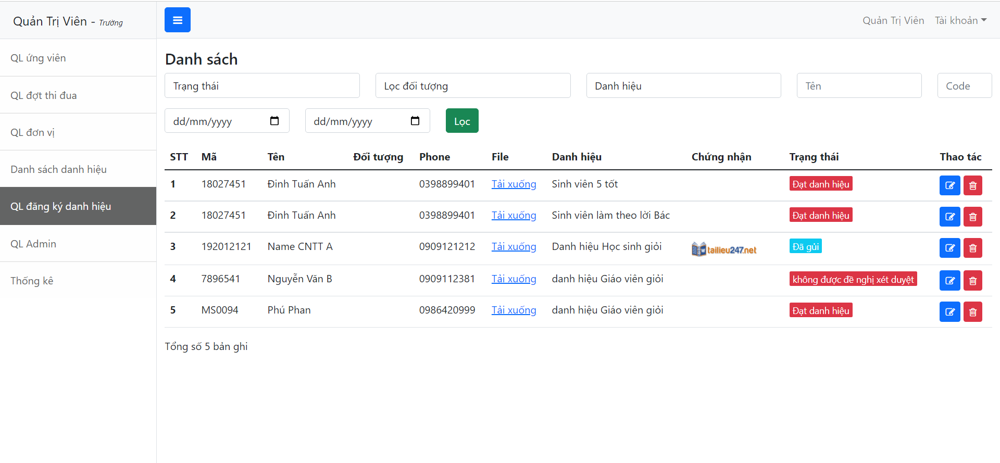 Quản Trị Viên - Trường
Quản Trị Viên Tài khoản
QL ứng viên
QL đợt thi đua
QL đơn vị
Danh sách danh hiệu
QL đăng ký danh hiệu
QL Admin
Thống kê
Danh sách
Trạng thái Lọc đối tượng Danh hiệu Tên Code
dd/mm/yyyy dd/mm/yyyy Lọc
STT Mã Tên Đối tượng Phone File Danh hiệu Chứng nhận Trạng thái Thao tác
1 18027451 Đinh Tuấn Anh 0398899401 Tải xuống Sinh viên 5 tốt Đạt danh hiệu
2 18027451 Đinh Tuấn Anh 0398899401 Tải xuống Sinh viên làm theo lời Bác Đạt danh hiệu
3 192012121 Name CNTT A 0909121212 Tải xuống Danh hiệu Học sinh giỏi tailieu247.net Đã gủi
4 7896541 Nguyễn Văn B 0909112381 Tải xuống danh hiệu Giáo viên giỏi không được đề nghị xét duyệt
5 MS0094 Phú Phan 0986420999 Tải xuống danh hiệu Giáo viên giỏi Đạt danh hiệu
Tổng số 5 bản ghi